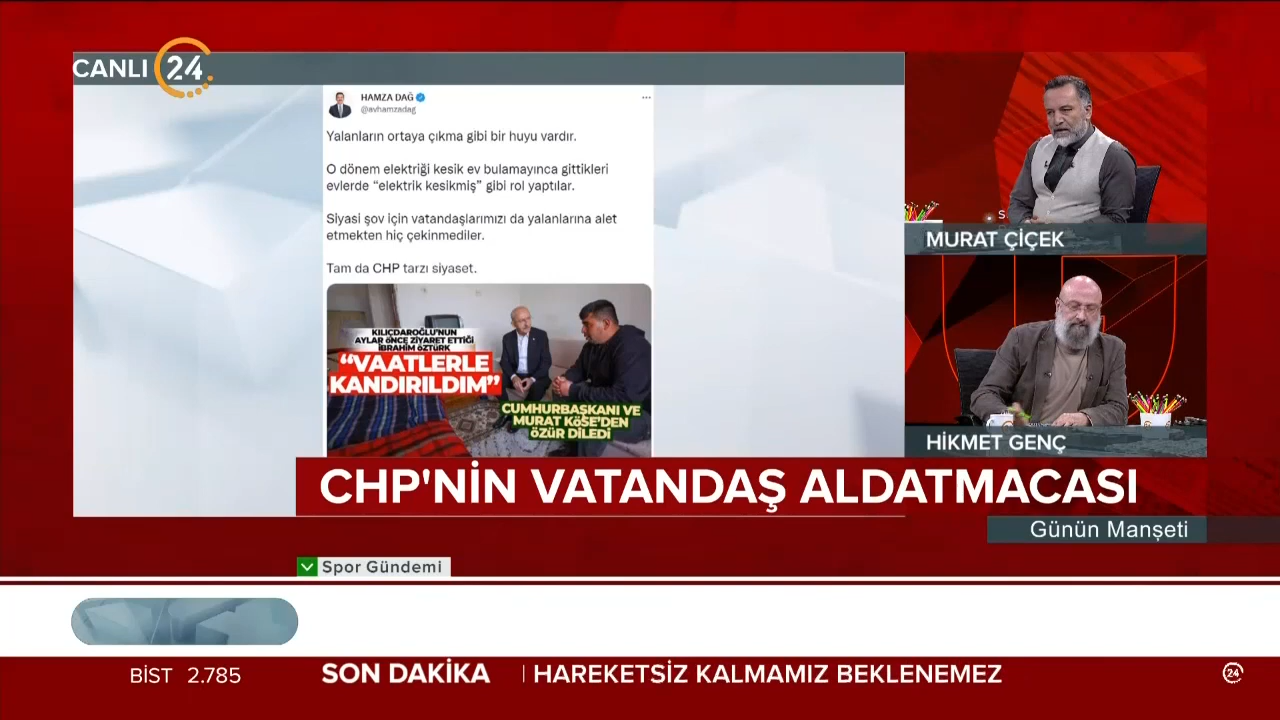 CANLI 24
HAMZA DAĞ
@avhamzadag
Yalanların ortaya çıkma gibi bir huyu vardır.
O dönem elektriği kesik ev bulamayınca gittikleri
evlerde “elektrik kesikmiş” gibi rol yaptılar.
Siyasi şov için vatandaşlarımızı da yalanlarına alet
etmekten hiç çekinmediler.
Tam da CHP tarzı siyaset.
KILIÇDAROĞLU'NUN
AYLAR ÖNCE ZİYARET ETTİĞİ
İBRAHİM ÖZTÜRK
“VAATLERLE
KANDIRILDIM”
CUMHURBAŞKANI VE
MURAT KÖSE'DEN
ÖZÜR DİLEDİ
MURAT ÇİÇEK
HİKMET GENÇ
CHP'NİN VATANDAŞ ALDATMACASI
Günün Manşeti
Spor Gündemi
BİST 2.785
SON DAKİKA | HAREKETSİZ KALMAMIZ BEKLENEMEZ
24